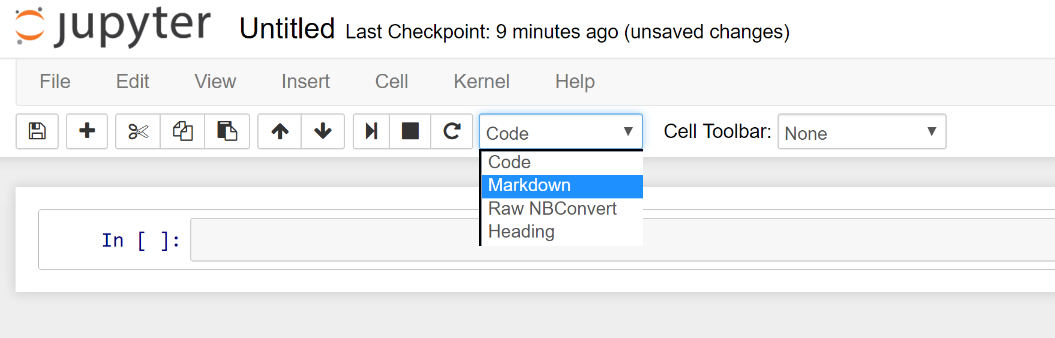 jupyter Untitled Last Checkpoint: 9 minutes ago (unsaved changes)
File Edit View Insert Cell Kernel Help
Code Cell Toolbar: None
Code
Markdown
Raw NBConvert
Heading
In [ ]: